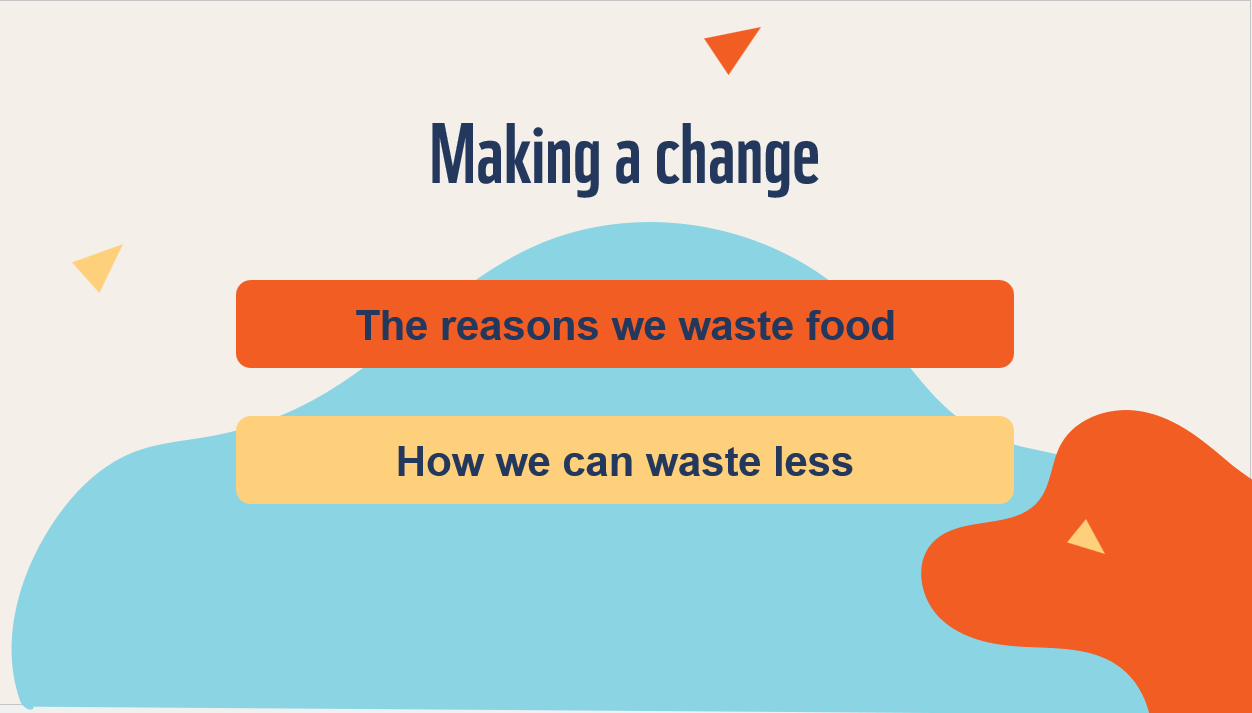 Making a change
The reasons we waste food
How we can waste less